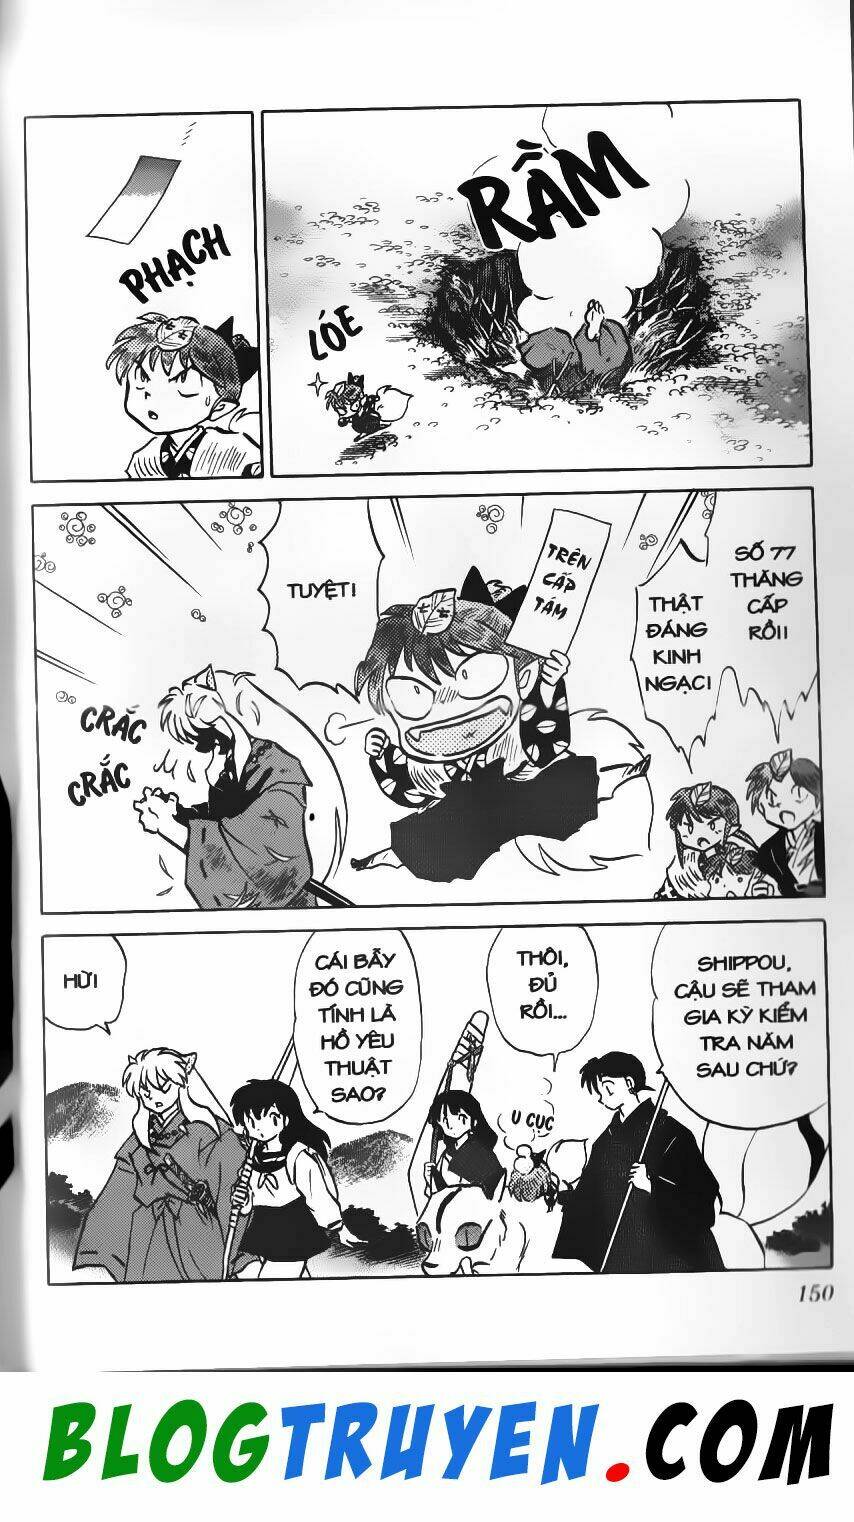 RẦM
LÓE
PHẠCH
SỐ 77
THĂNG
CẤP
RỒI!
THẬT
ĐÁNG
KINH
NGẠC!
TRÊN
CẤP
TÁM
TUYỆT!
CRẮC
CRẮC
SHIPPOU,
CẬU SẼ THAM
GIA KỲ KIỂM
TRA NĂM
SAU CHỨ?
THÔI,
ĐỦ
RỒI...
U CỤC
CÁI BẪY
ĐÓ CŨNG
TÍNH LÀ
HỒ YÊU
THUẬT
SAO?
HỪ!
150
BLOGTRUYEN.COM